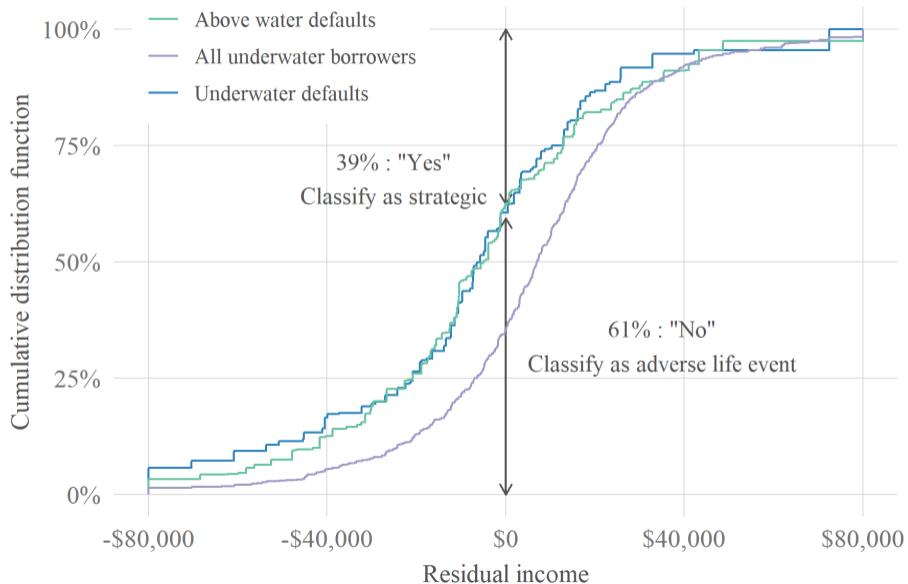 Above water defaults
All underwater borrowers
Underwater defaults
Cumulative distribution function
100%
75%
50%
25%
0%
39% : "Yes"
Classify as strategic
61% : "No"
Classify as adverse life event
-$80,000
-$40,000
$0
$40,000
$80,000
Residual income